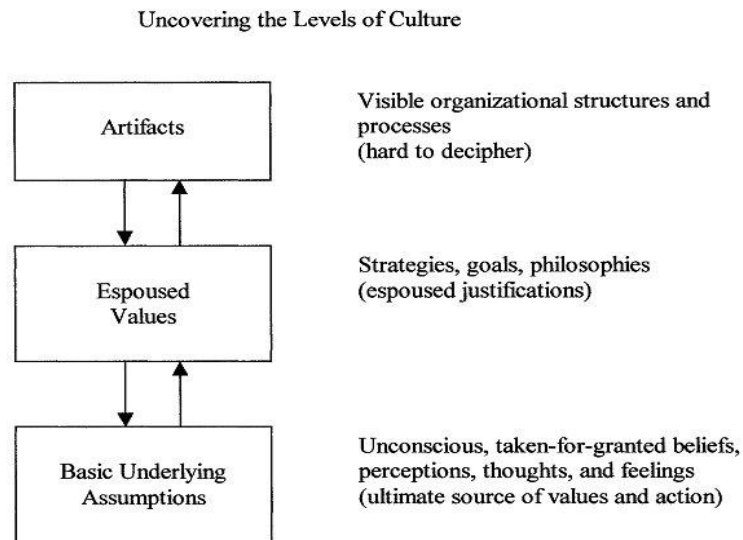 Uncovering the Levels of Culture
Artifacts
Visible organizational structures and
processes
(hard to decipher)
Espoused
Values
Strategies, goals, philosophies
(espoused justifications)
Basic Underlying
Assumptions
Unconscious, taken-for-granted beliefs,
perceptions, thoughts, and feelings
(ultimate source of values and action)